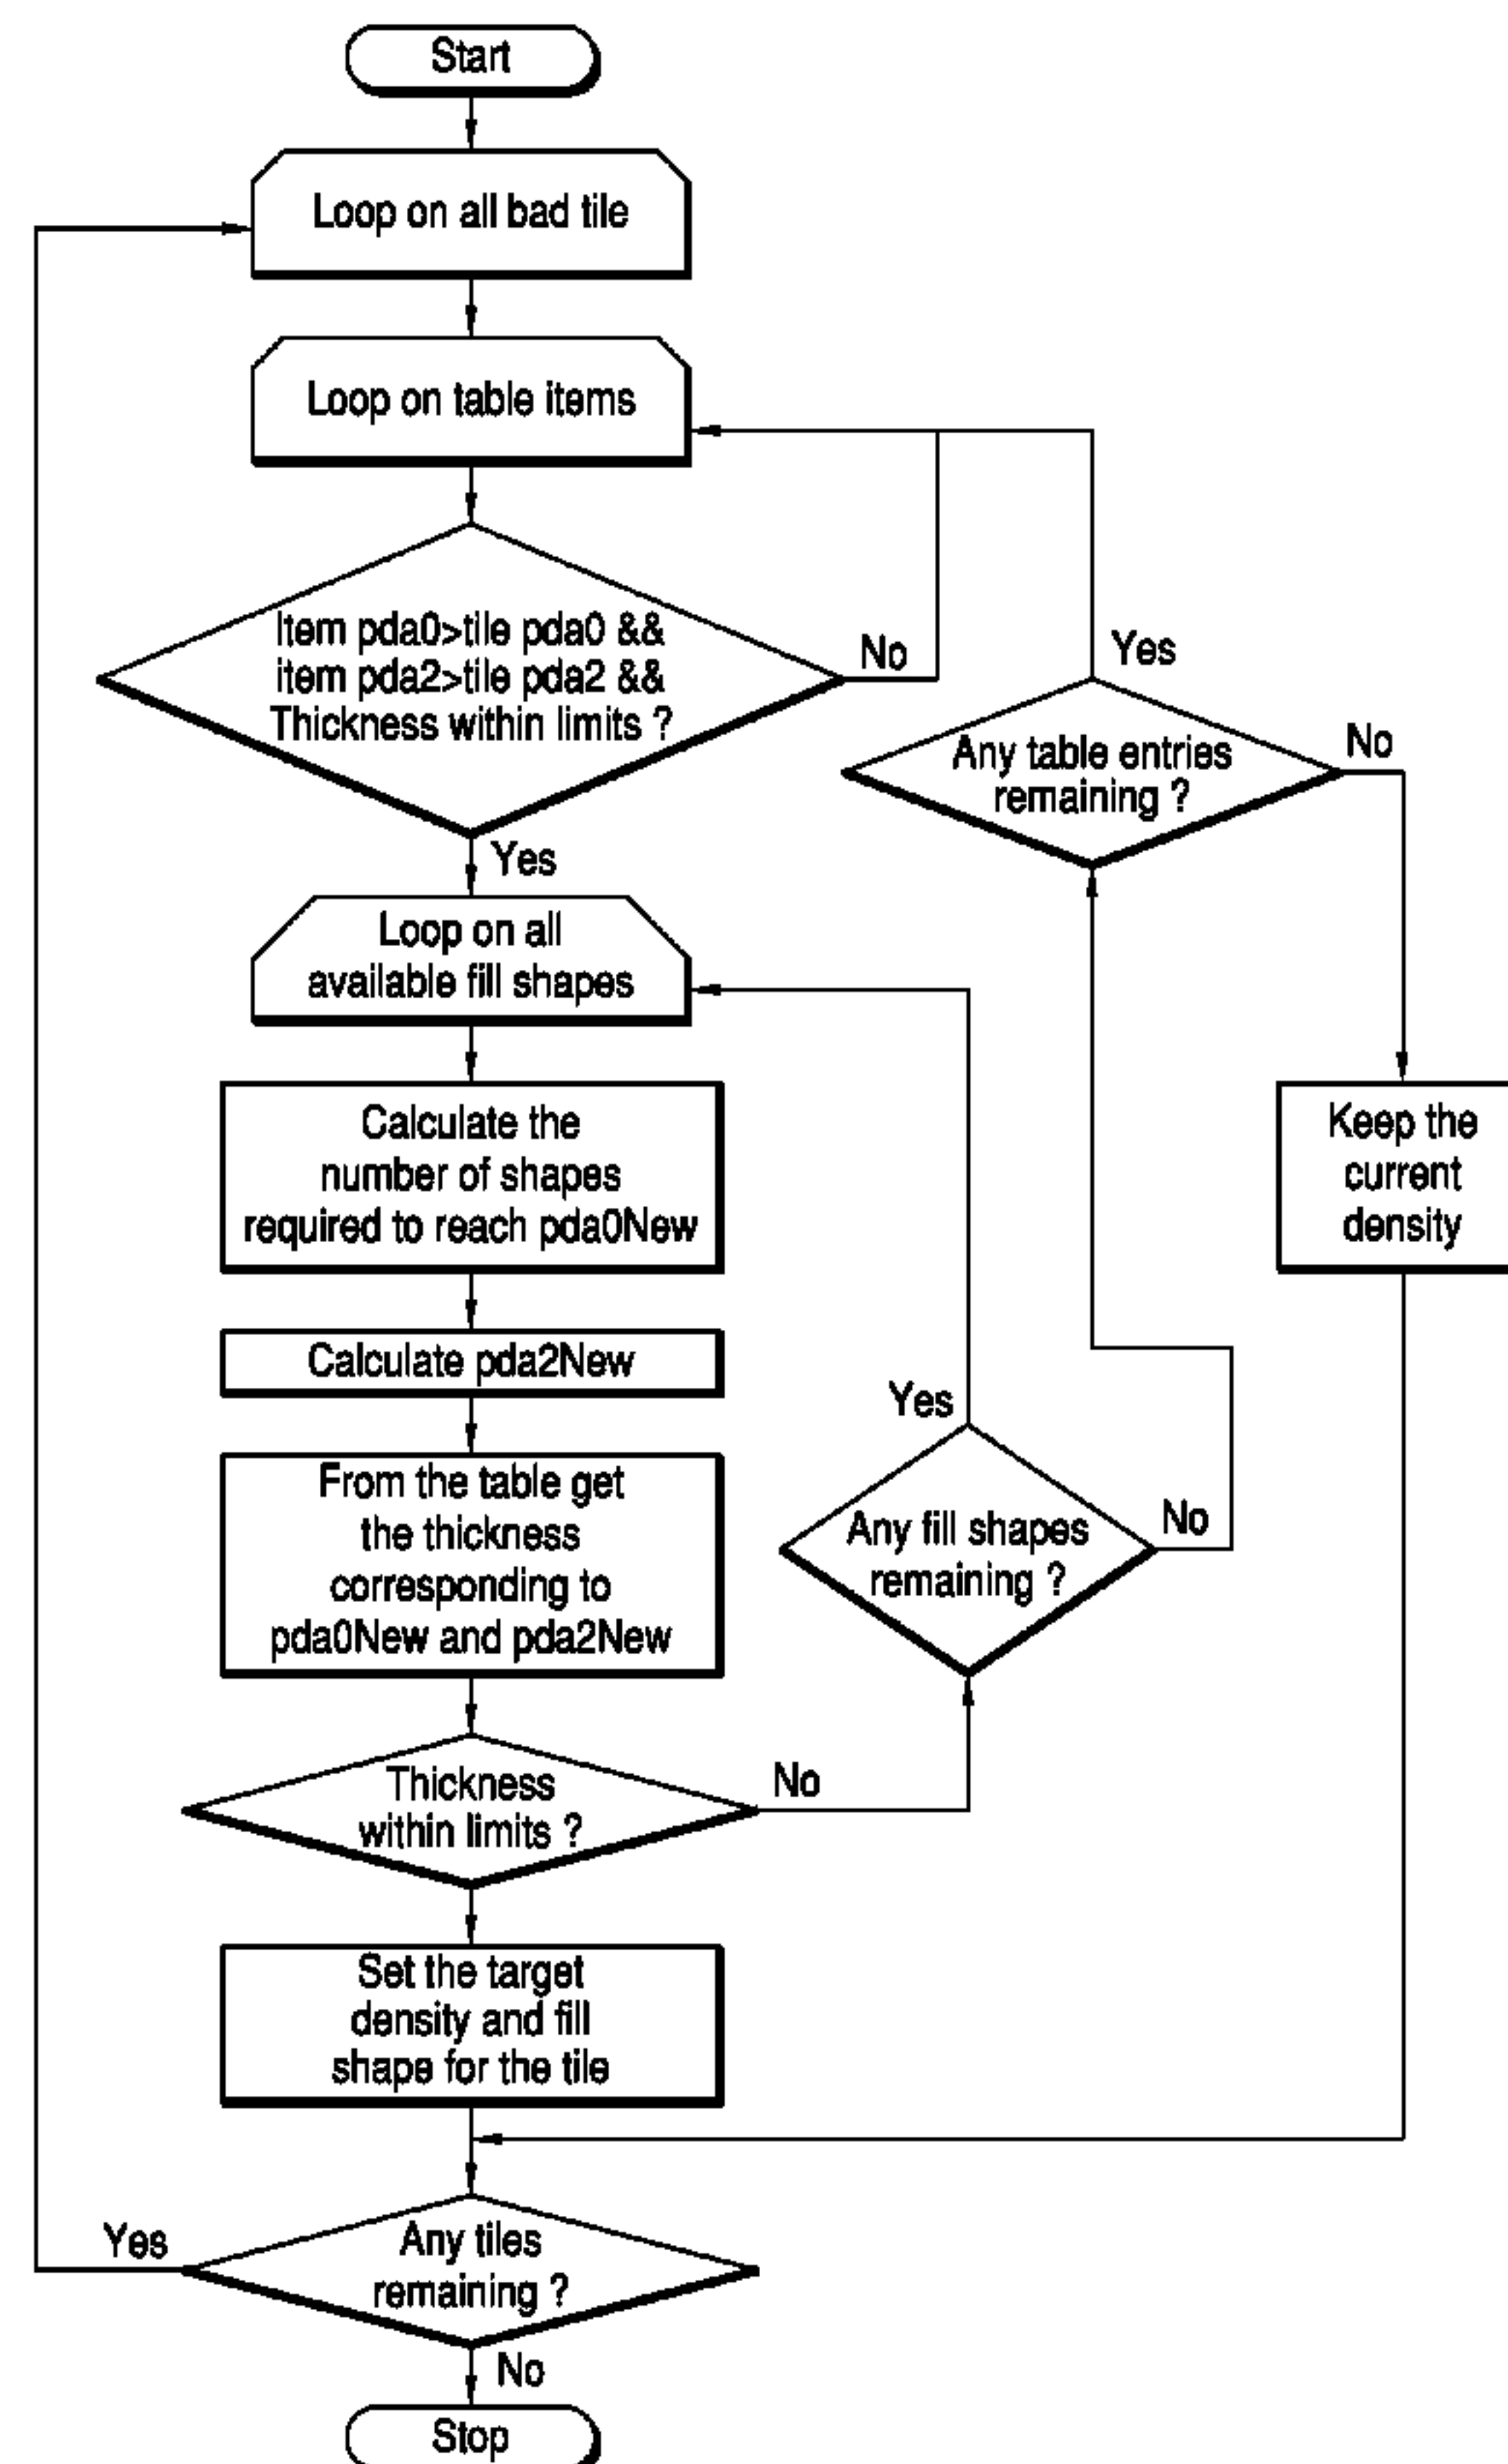 Start
Loop on all bad tile
Loop on table items
Item pda0>tile pda0 &&
item pda2>tile pda2 &&
Thickness within limits ?
No
Yes
Any table entries
remaining ?
Yes
No
Loop on all
available fill shapes
Calculate the
number of shapes
required to reach pda0New
Keep the
current
density
Calculate pda2New
From the table get
the thickness
corresponding to
pda0New and pda2New
Yes
Any fill shapes
remaining ?
No
Thickness
within limits ?
No
Set the target
density and fill
shape for the tile
Yes
Any tiles
remaining ?
No
Stop